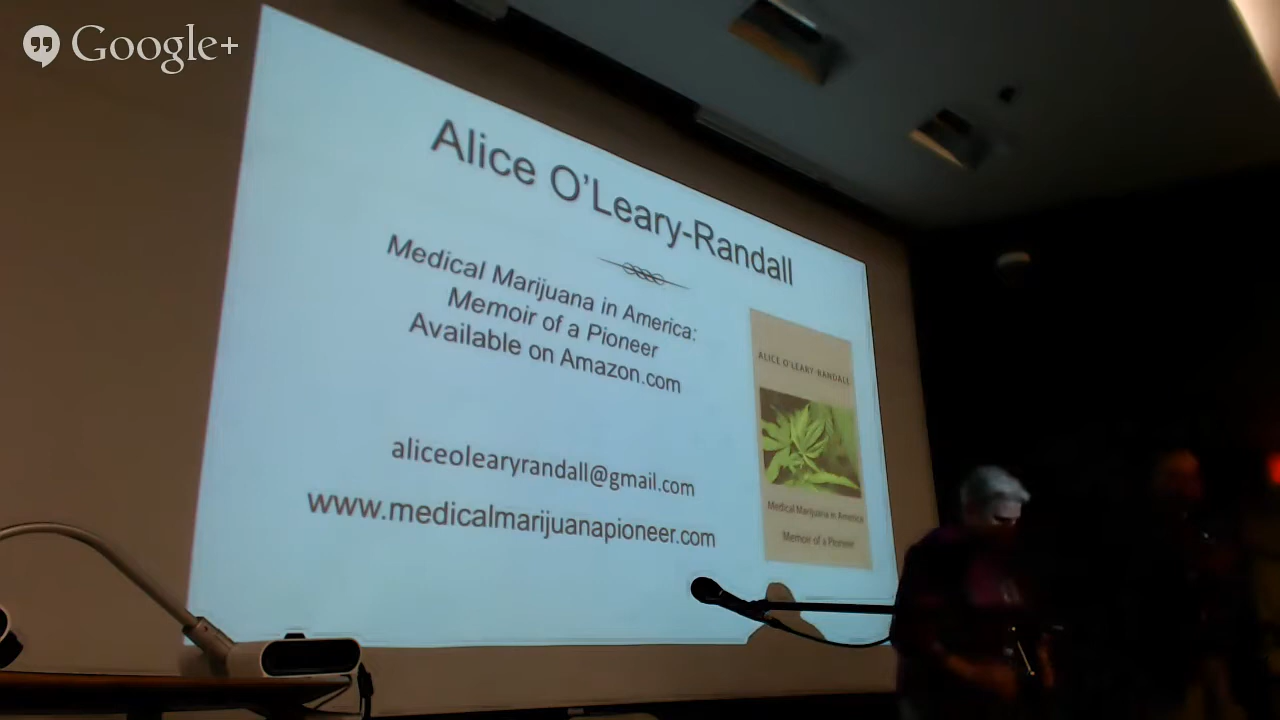 Google+
Alice O'Leary-Randall
Medical Marijuana in America:
Memoir of a Pioneer
Available on Amazon.com
aliceolearyrandall@gmail.com
www.medicalmarijuanapioneer.com
ALICE O'LEARY-RANDALL
Medical Marijuana in America
Memoir of a Pioneer